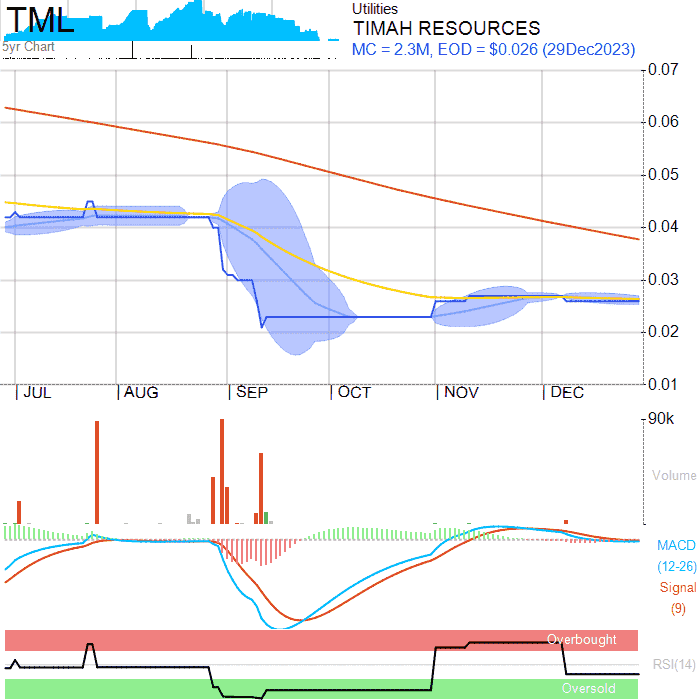 TML
5yr Chart
Utilities
TIMAH RESOURCES
MC = 2.3M, EOD = $0.026 (29Dec2023)
0.07
0.06
0.05
0.04
0.03
0.02
0.01
JUL AUG SEP OCT NOV DEC
90k
Volume
MACD
(12-26)
Signal
(9)
Overbought
RSI(14)
Oversold